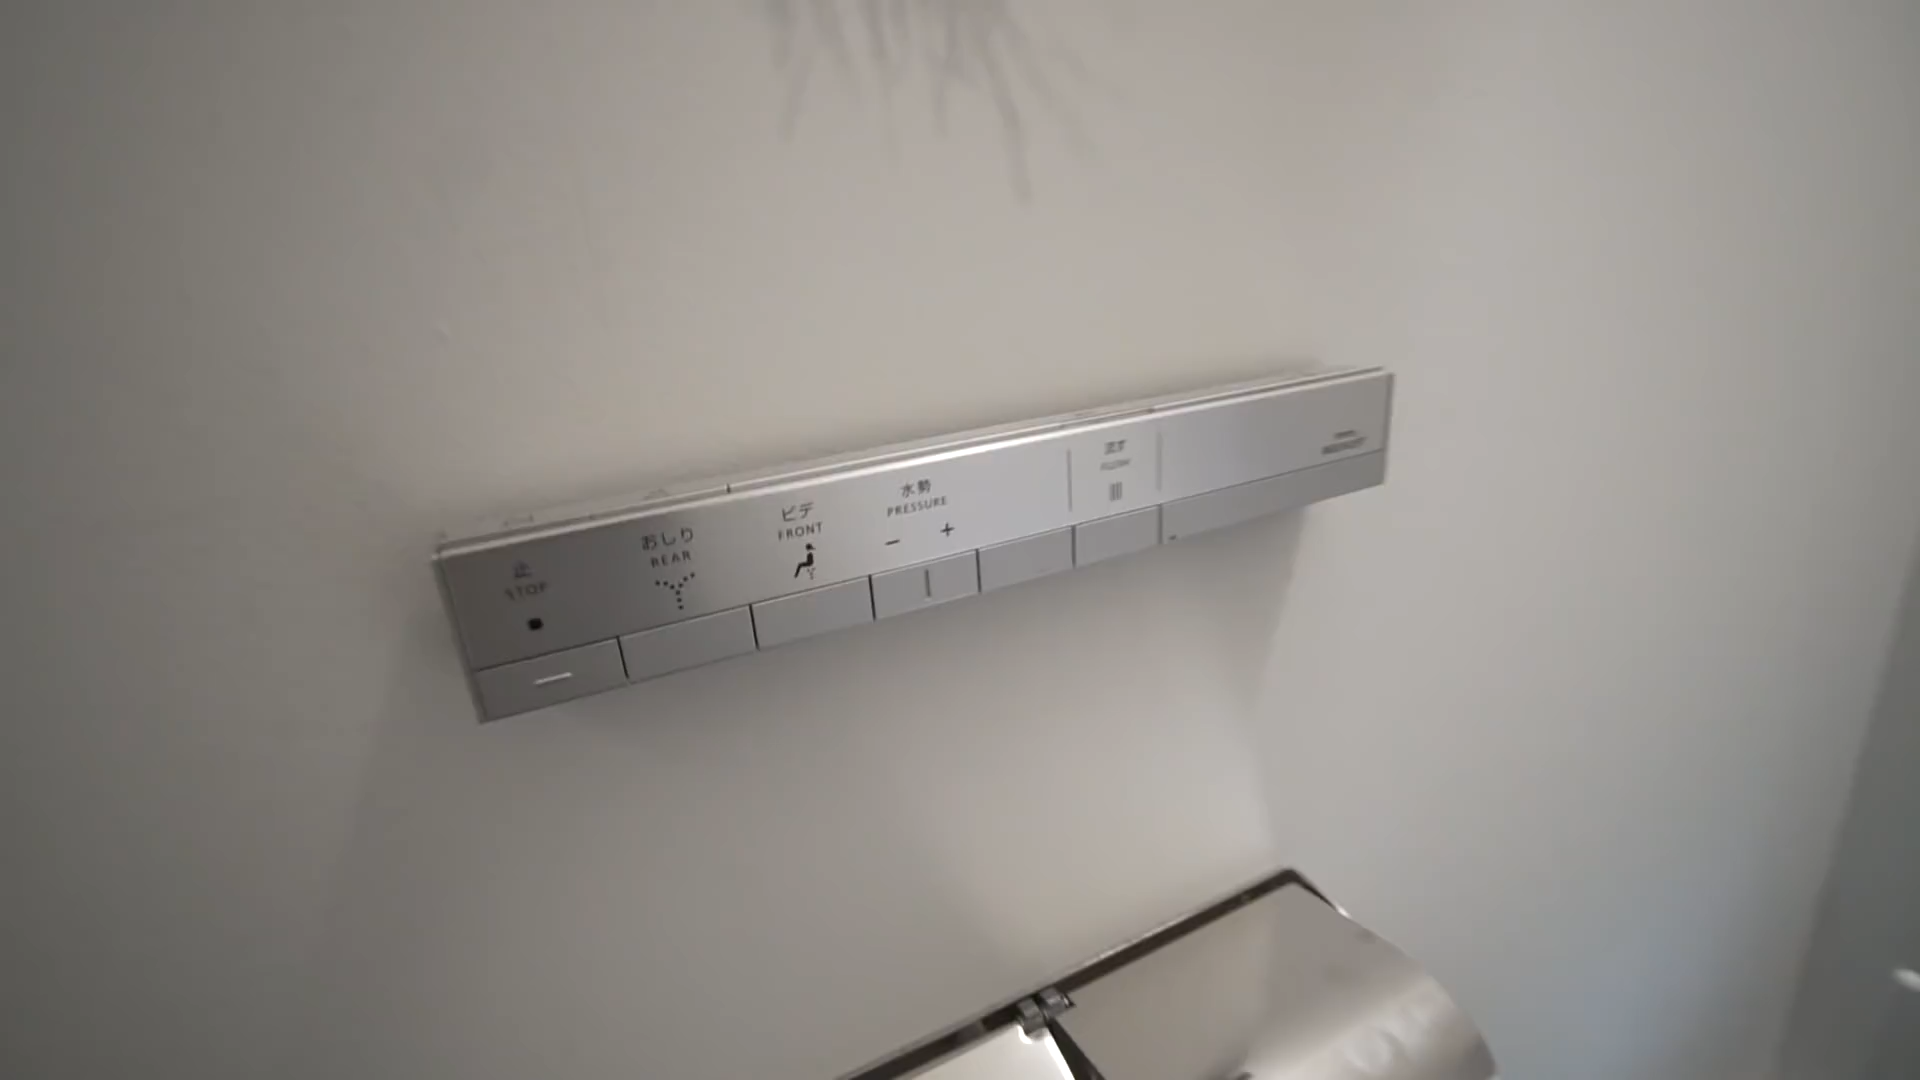 止
STOP
おしり
REAR
ビデ
FRONT
水勢
PRESSURE
− +
流す